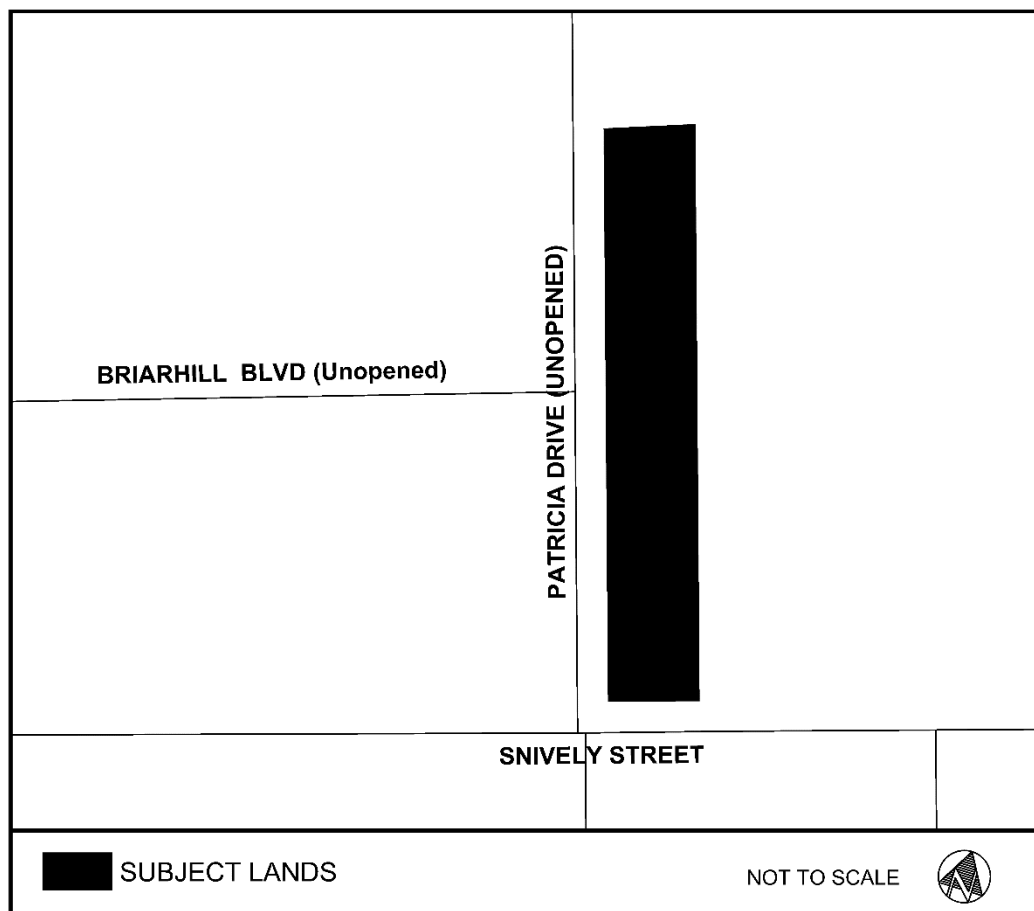 BRIARHILL BLVD (Unopened)
PATRICIA DRIVE (UNOPENED)
SNIVELY STREET
SUBJECT LANDS
NOT TO SCALE